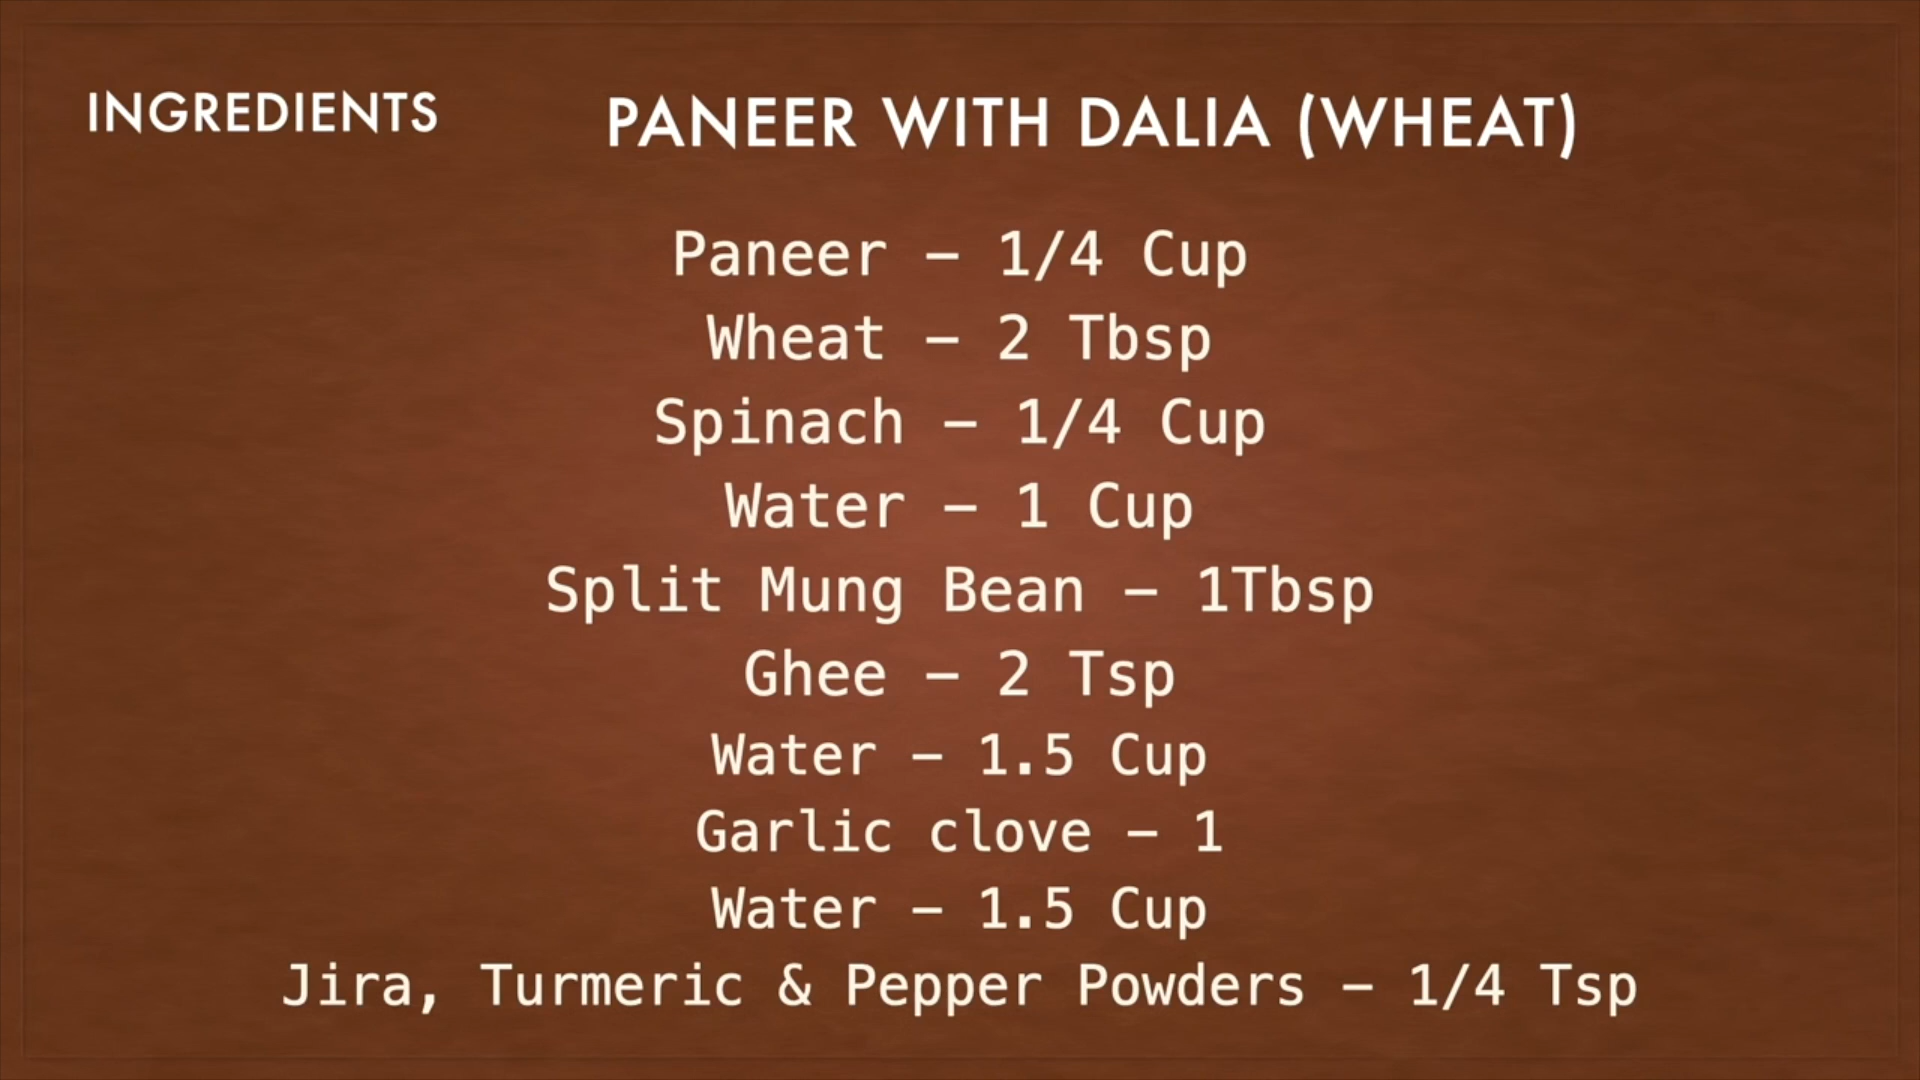 INGREDIENTS
PANEER WITH DALIA (WHEAT)
Paneer – 1/4 Cup
Wheat – 2 Tbsp
Spinach – 1/4 Cup
Water – 1 Cup
Split Mung Bean – 1Tbsp
Ghee – 2 Tsp
Water – 1.5 Cup
Garlic clove – 1
Water – 1.5 Cup
Jira, Turmeric & Pepper Powders – 1/4 Tsp